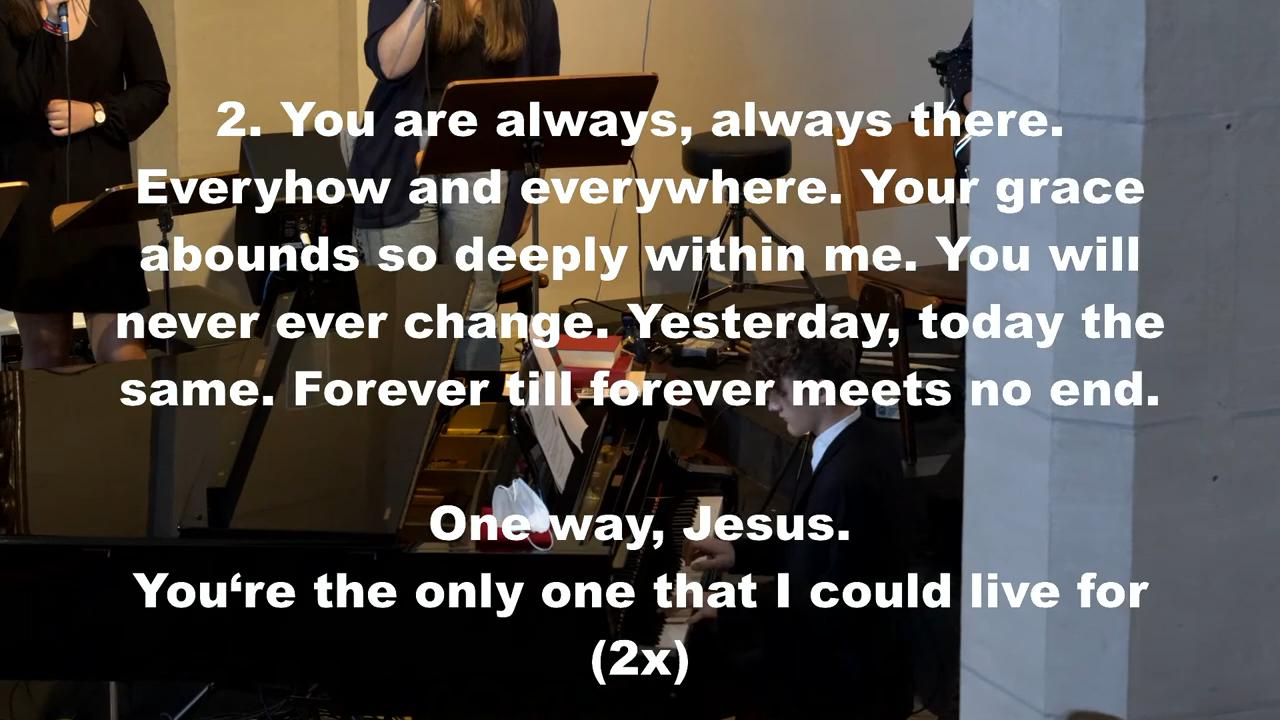 2. You are always, always there.
Everyhow and everywhere. Your grace
abounds so deeply within me. You will
never ever change. Yesterday, today the
same. Forever till forever meets no end.
One way, Jesus.
You‘re the only one that I could live for
(2x)